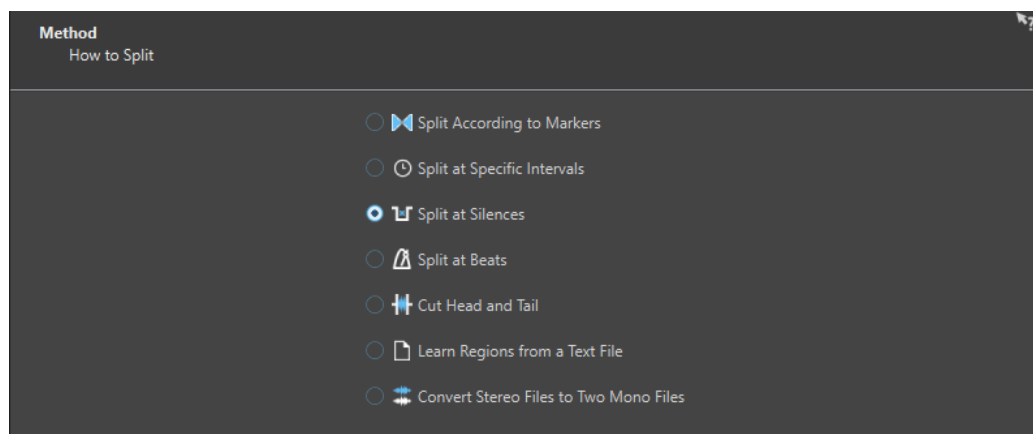 Method
How to Split
Split According to Markers
Split at Specific Intervals
Split at Silences
Split at Beats
Cut Head and Tail
Learn Regions from a Text File
Convert Stereo Files to Two Mono Files